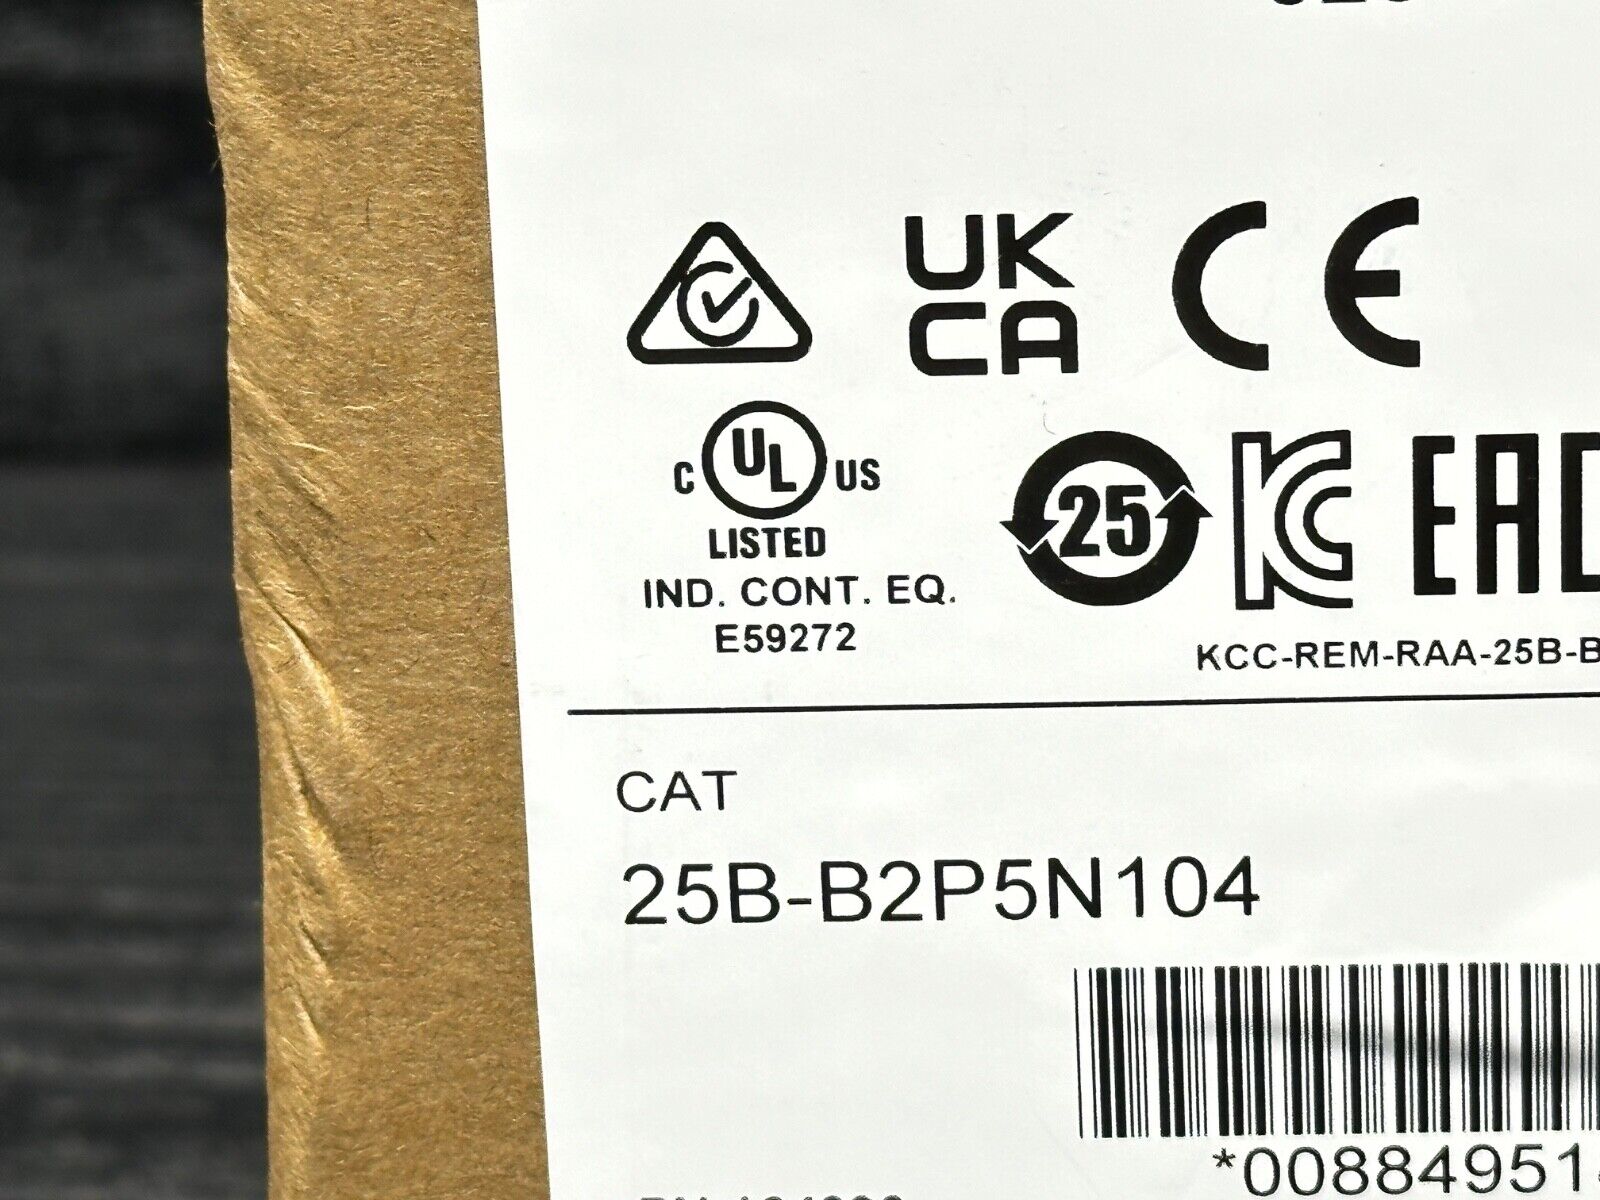 UK
CA
CE
C UL US
LISTED
IND. CONT. EQ.
E59272
25
KC
EAC
KCC-REM-RAA-25B-B
CAT
25B-B2P5N104
*00884951